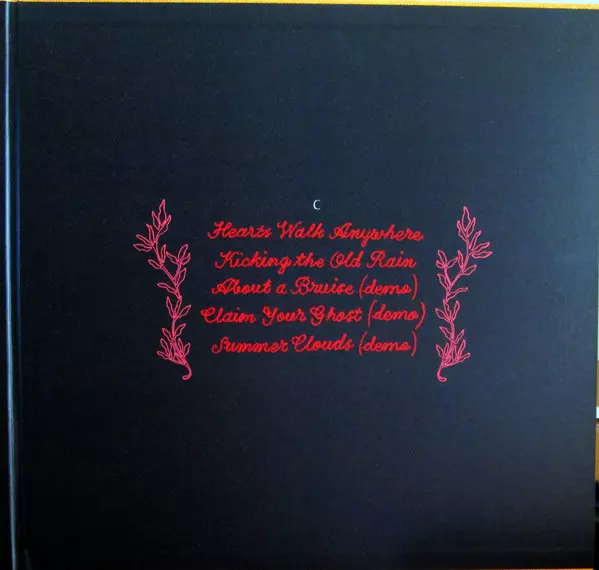 C
Hearts Walk Anywhere
Kicking the Old Rain
About a Bruise (demo)
Claim Your Ghost (demo)
Summer Clouds (demo)